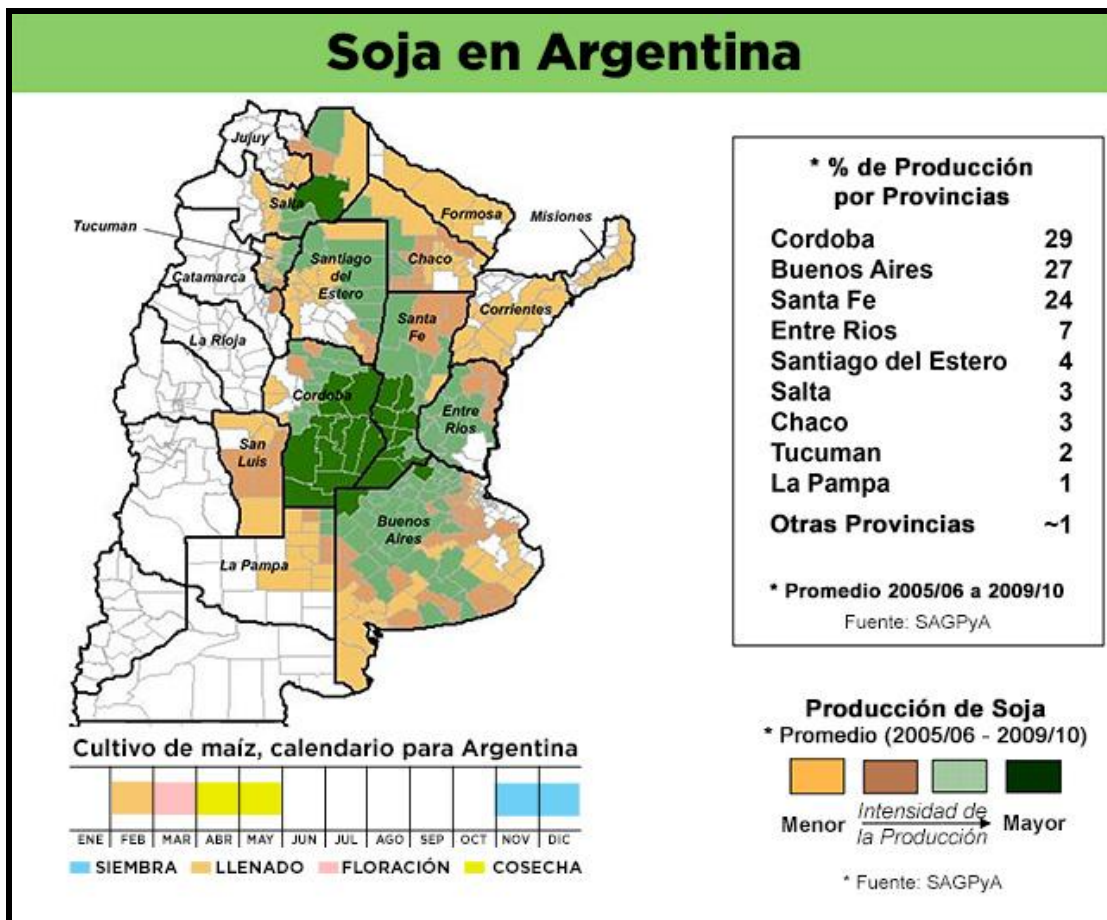 Soja en Argentina
Jujuy
Salta
Tucuman
Formosa
Misiones
Catamarca
Santiago
del
Estero
Chaco
Corrientes
La Rioja
Santa
Fe
Cordoba
Entre
Ríos
San
Luis
Buenos
Aires
La Pampa
* % de Producción
por Provincias
Cordoba 29
Buenos Aires 27
Santa Fe 24
Entre Rios 7
Santiago del Estero 4
Salta 3
Chaco 3
Tucuman 2
La Pampa 1
Otras Provincias ~1
* Promedio 2005/06 a 2009/10
Fuente: SAGPyA
Cultivo de maíz, calendario para Argentina
ENE FEB MAR ABR MAY JUN JUL AGO SEP OCT NOV DIC
SIEMBRA LLENADO FLORACIÓN COSECHA
Producción de Soja
* Promedio (2005/06 - 2009/10)
Menor Intensidad de la Producción Mayor
* Fuente: SAGPyA